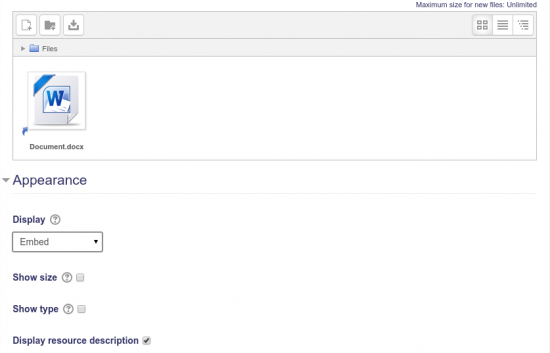 Maximum size for new files: Unlimited
Files
W
Document.docx
Appearance
Display
Embed
Show size
Show type
Display resource description